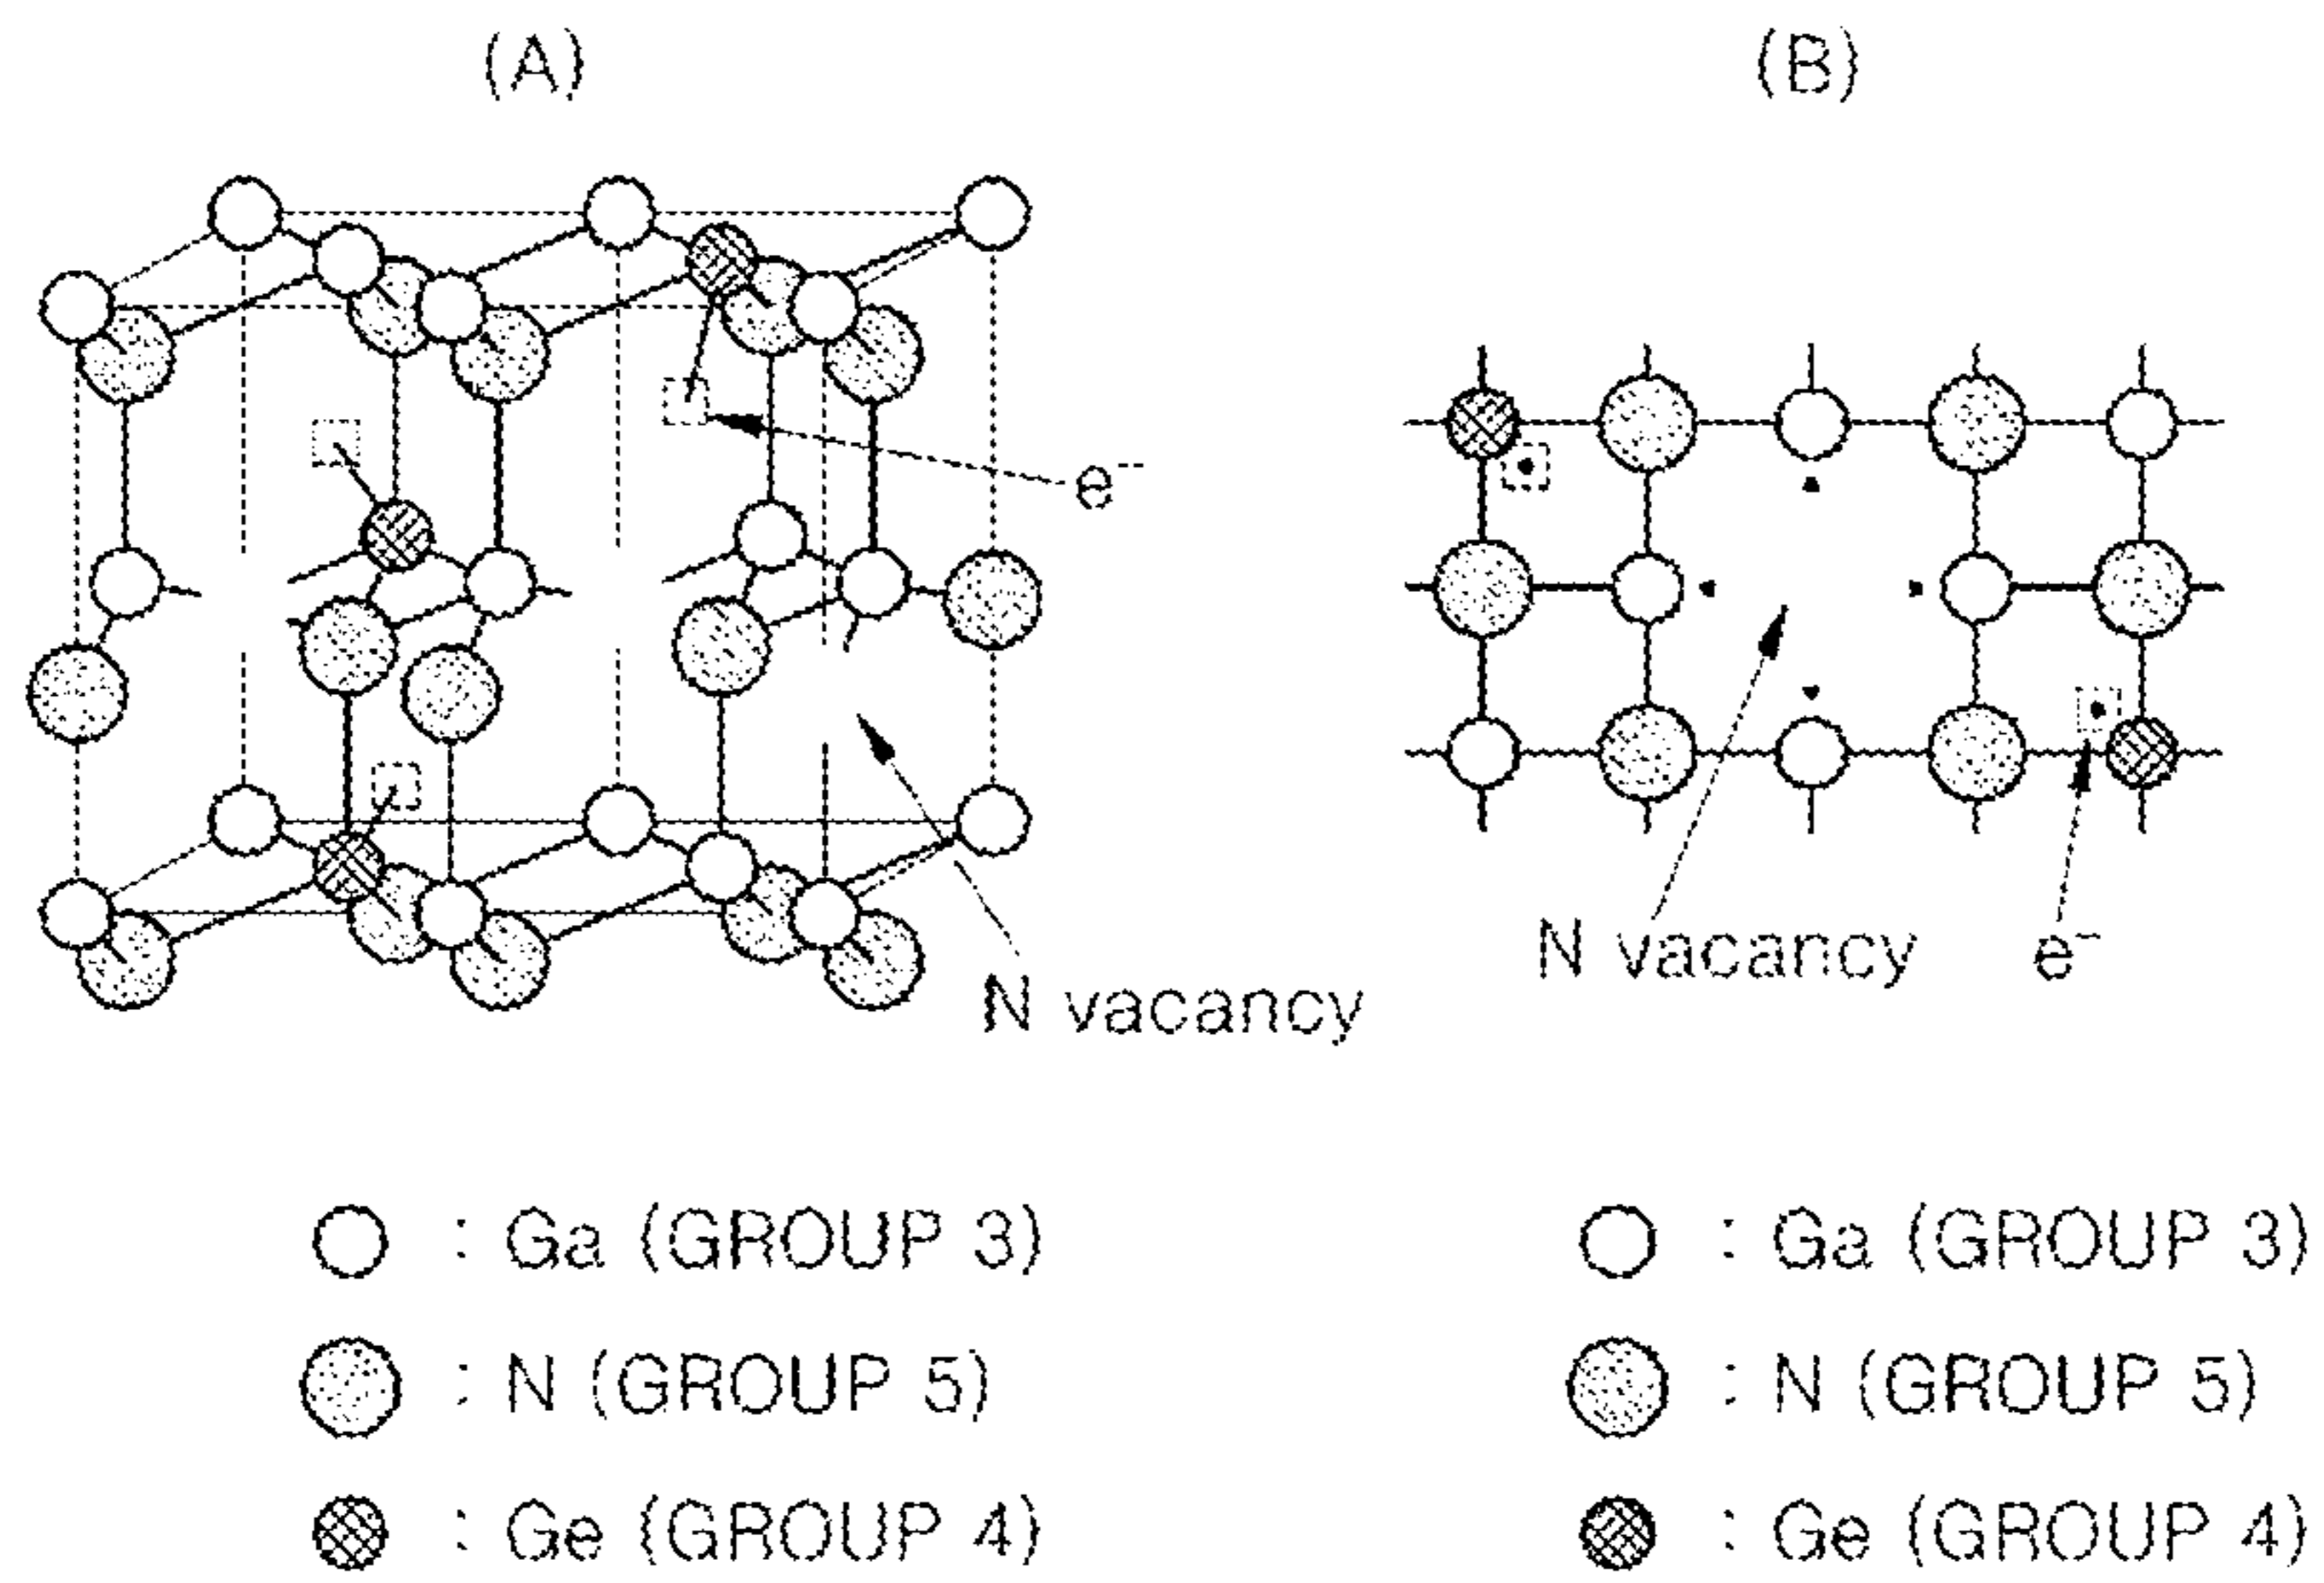 (A)
(B)
e⁻
N vacancy
N vacancy
e⁻
: Ga (GROUP 3)
: N (GROUP 5)
: Ge (GROUP 4)
: Ga (GROUP 3)
: N (GROUP 5)
: Ge (GROUP 4)